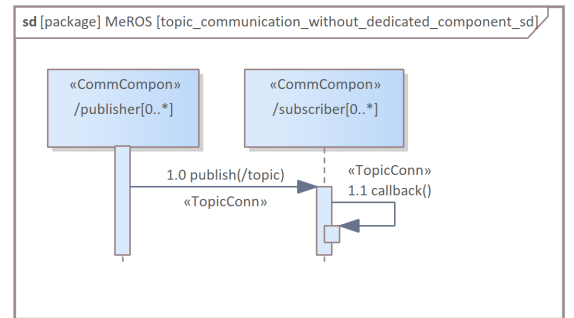 sd [package] MeROS [topic_communication_without_dedicated_component_sd]
«CommCompon»
/publisher[0..*]
«CommCompon»
/subscriber[0..*]
1.0 publish(/topic)
«TopicConn»
«TopicConn»
1.1 callback()